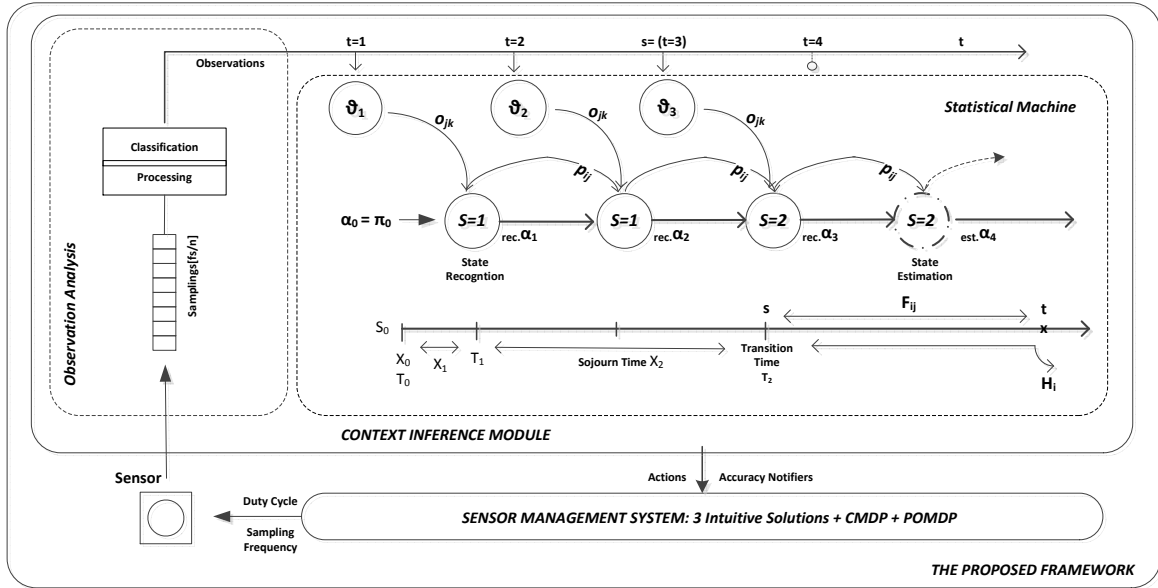 t=1
t=2
s= (t=3)
t=4
t
Observations
Statistical Machine
ϑ1
ϑ2
ϑ3
ojk
ojk
ojk
Classification
Processing
pij
pij
pij
α0 = π0
S=1
S=1
S=2
S=2
rec.α1
rec.α2
rec.α3
est.α4
State
Recogntion
State
Estimation
Samplings[fs/n]
Observation Analysis
s
Fij
t
S0
x
X0
X1
T1
Sojourn Time X2
Transition
Time
T2
T0
Hi
CONTEXT INFERENCE MODULE
Sensor
Actions
Accuracy Notifiers
Duty Cycle
Sampling
Frequency
SENSOR MANAGEMENT SYSTEM: 3 Intuitive Solutions + CMDP + POMDP
THE PROPOSED FRAMEWORK